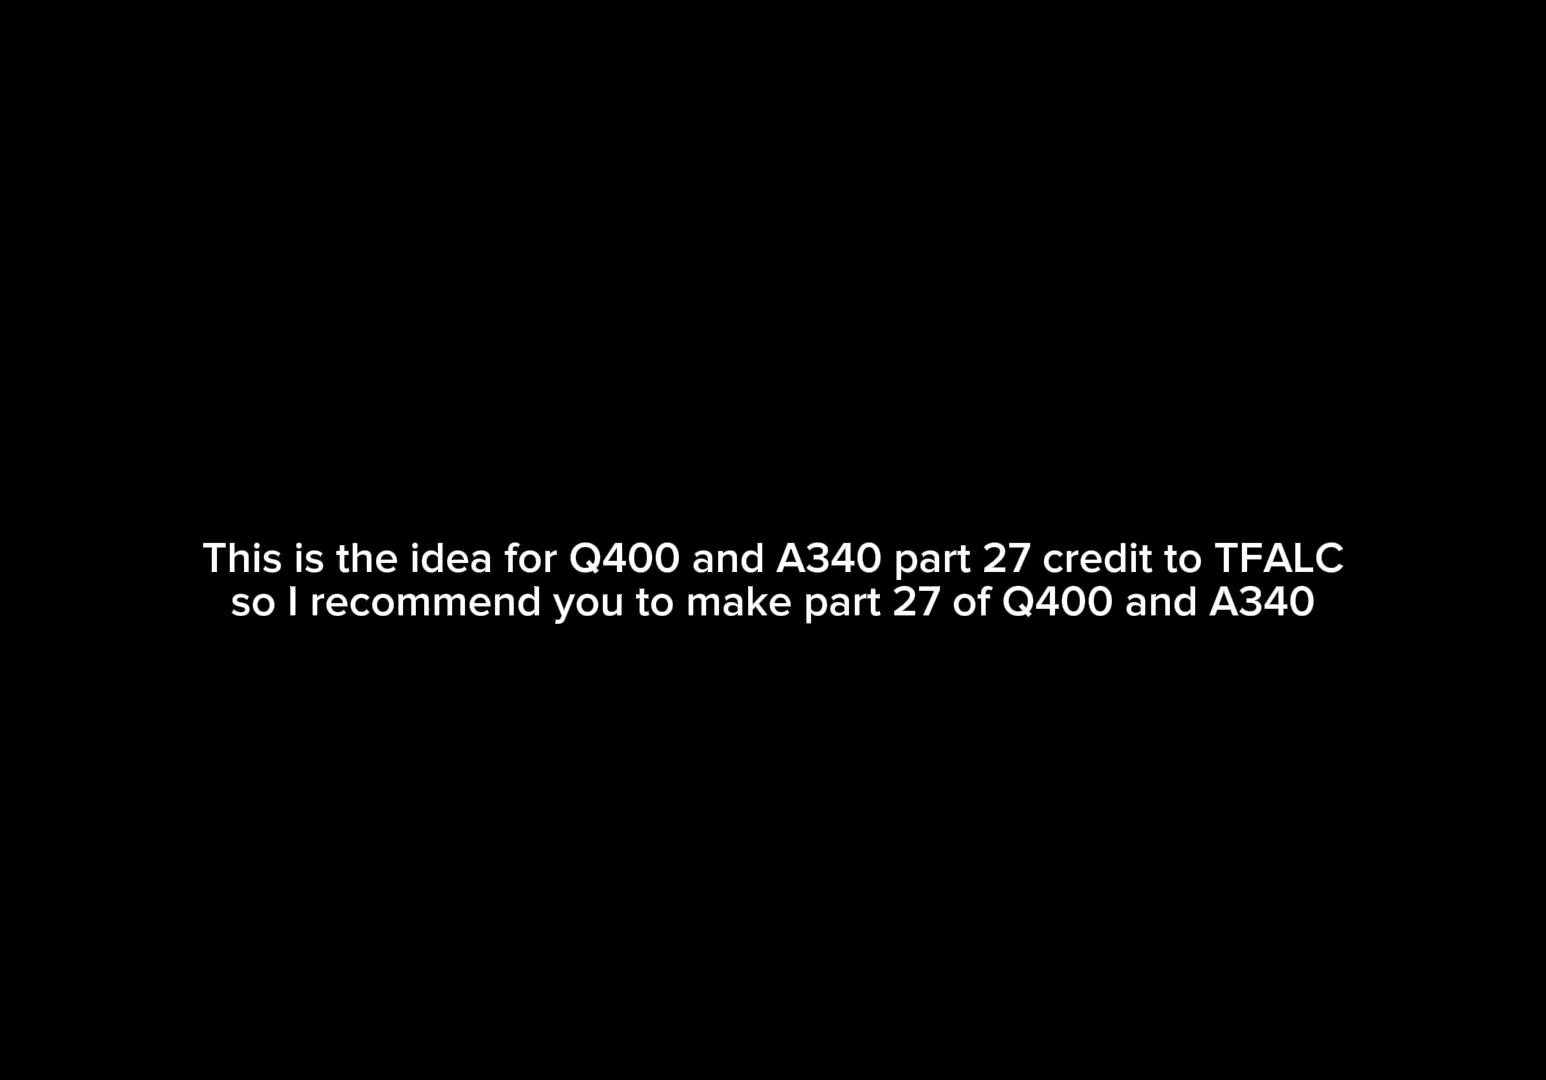 This is the idea for Q400 and A340 part 27 credit to TFALC
so I recommend you to make part 27 of Q400 and A340